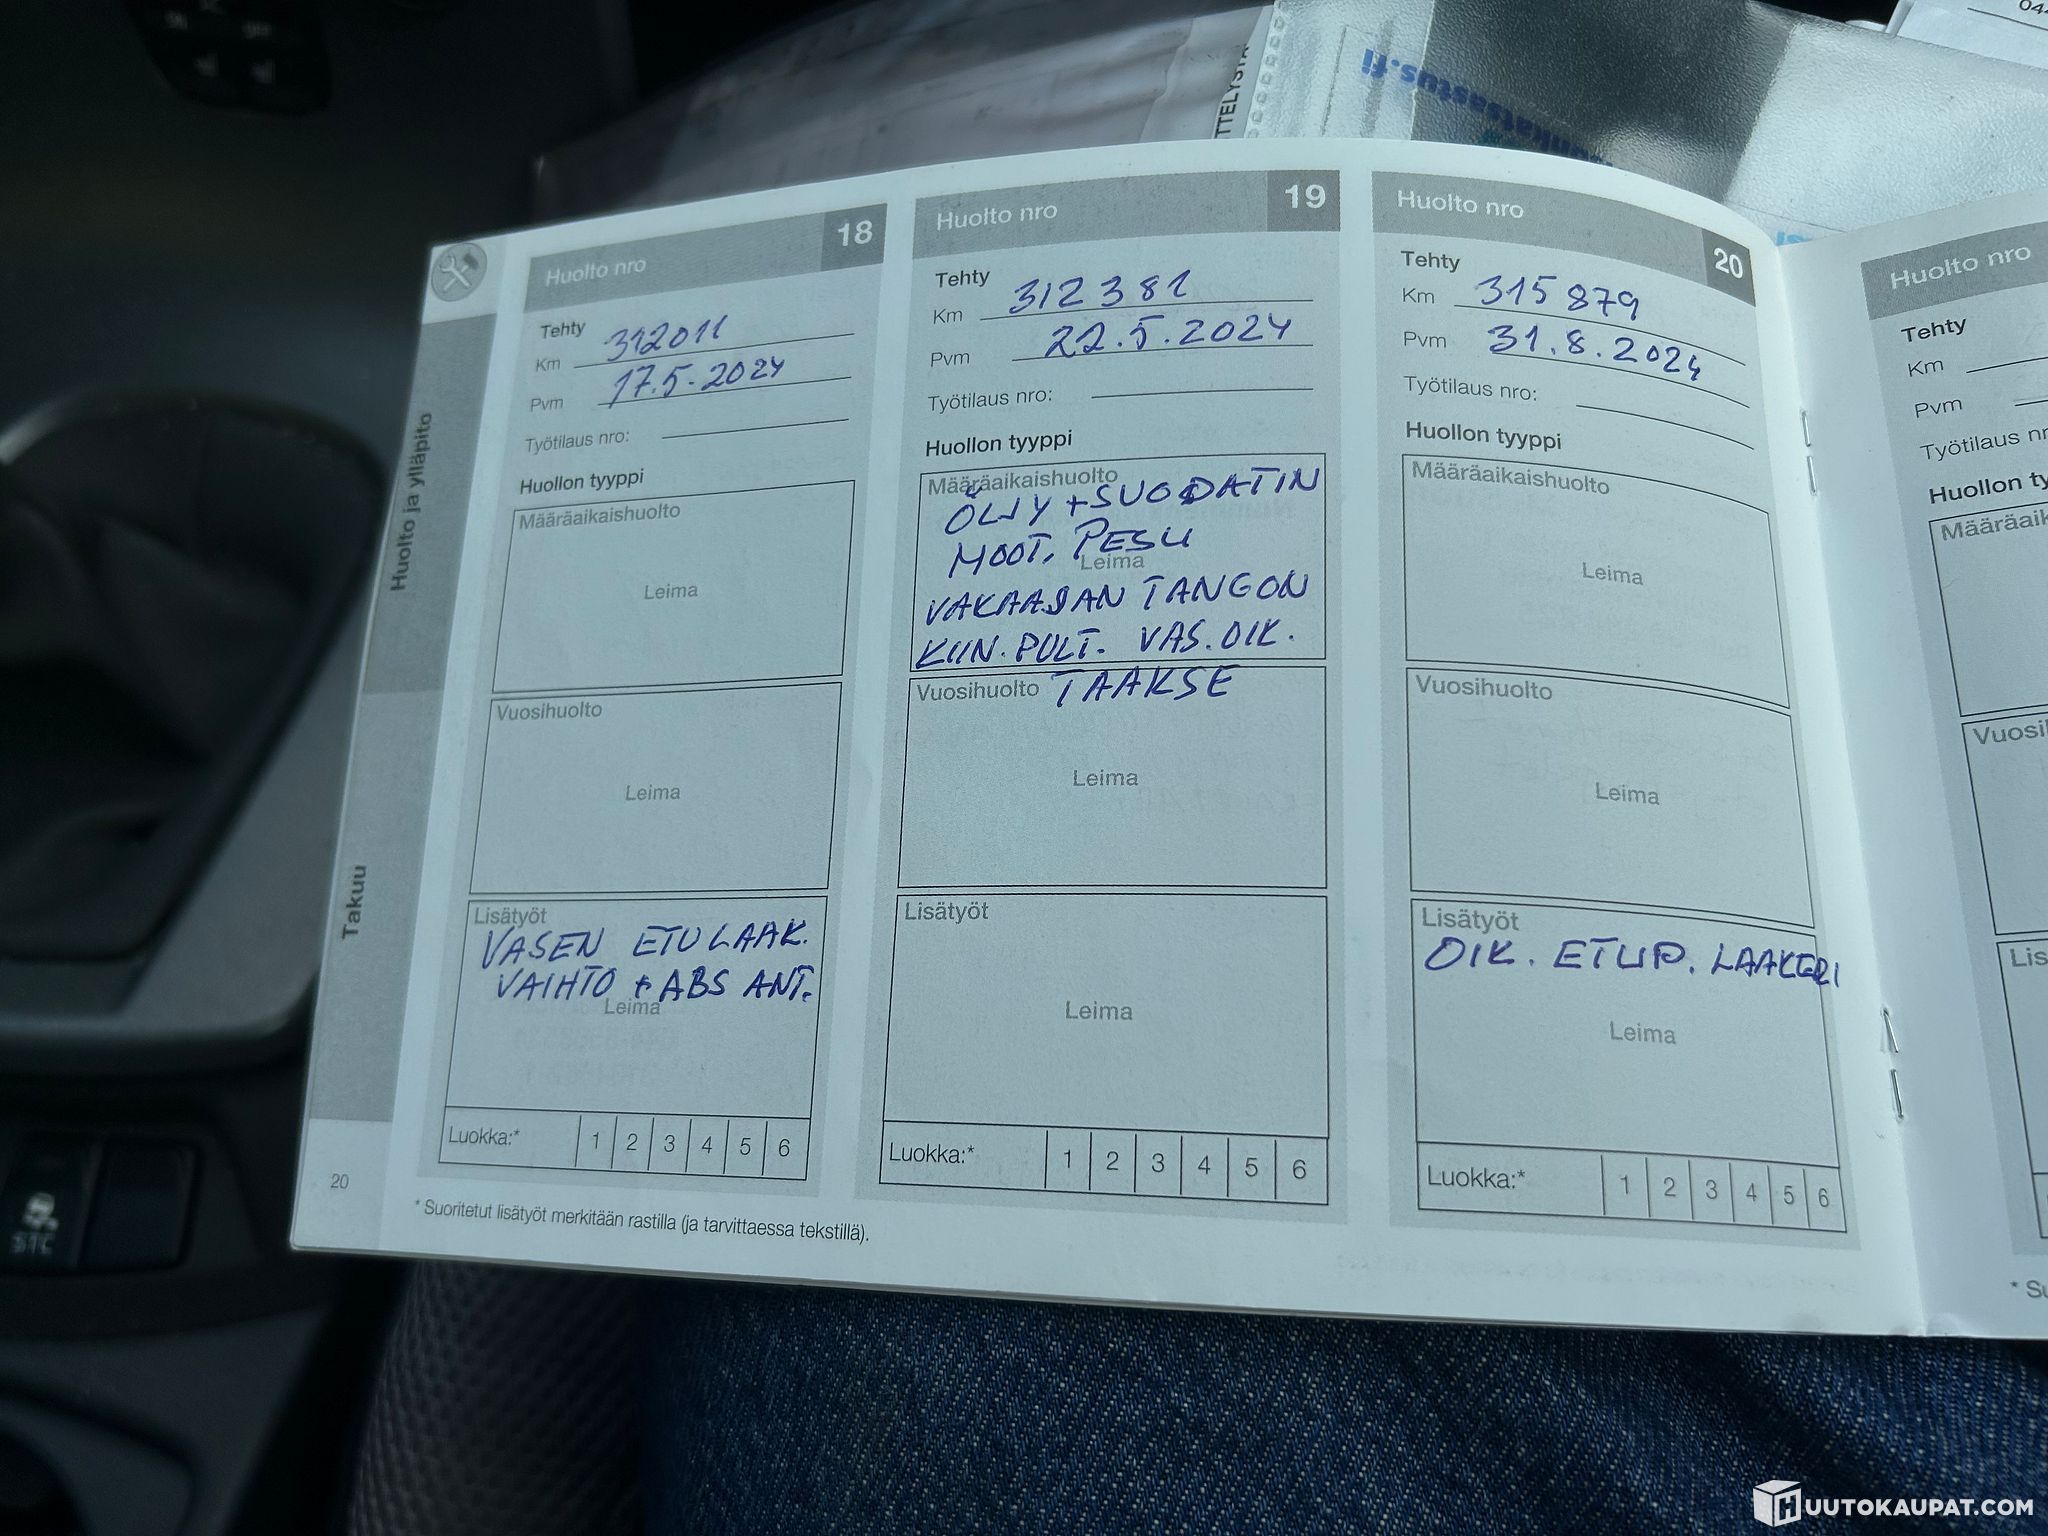 TTELYSTÄ
Huolto ja ylläpito
Takuu
20
Huolto nro 18
Tehty
Km 312011
Pvm 17.5.2024
Työtilaus nro:
Huollon tyyppi
Määräaikaishuolto
Leima
Vuosihuolto
Leima
Lisätyöt
VASEN ETULAAK.
VAIHTO + ABS ANT.
Leima
Luokka:* 1 2 3 4 5 6
Huolto nro 19
Tehty
Km 312381
Pvm 22.5.2024
Työtilaus nro:
Huollon tyyppi
Määräaikaishuolto
ÖLJY + SUODATIN
MOOT. PESU
Leima
VAKAAJAN TANGON
KIIN. PULT. VAS. OIK.
Vuosihuolto TAAKSE
Leima
Lisätyöt
Leima
Luokka:* 1 2 3 4 5 6
Huolto nro 20
Tehty
Km 315879
Pvm 31.8.2024
Työtilaus nro:
Huollon tyyppi
Määräaikaishuolto
Leima
Vuosihuolto
Leima
Lisätyöt
OIK. ETUP. LAAKERI
Leima
Luokka:* 1 2 3 4 5 6
* Suoritetut lisätyöt merkitään rastilla (ja tarvittaessa tekstillä).
Huolto nro
Tehty
Km
Pvm
Työtilaus nr
Huollon ty
Määräaik
Vuosi
Lis
* Su
STC
HUUTOKAUPAT.COM